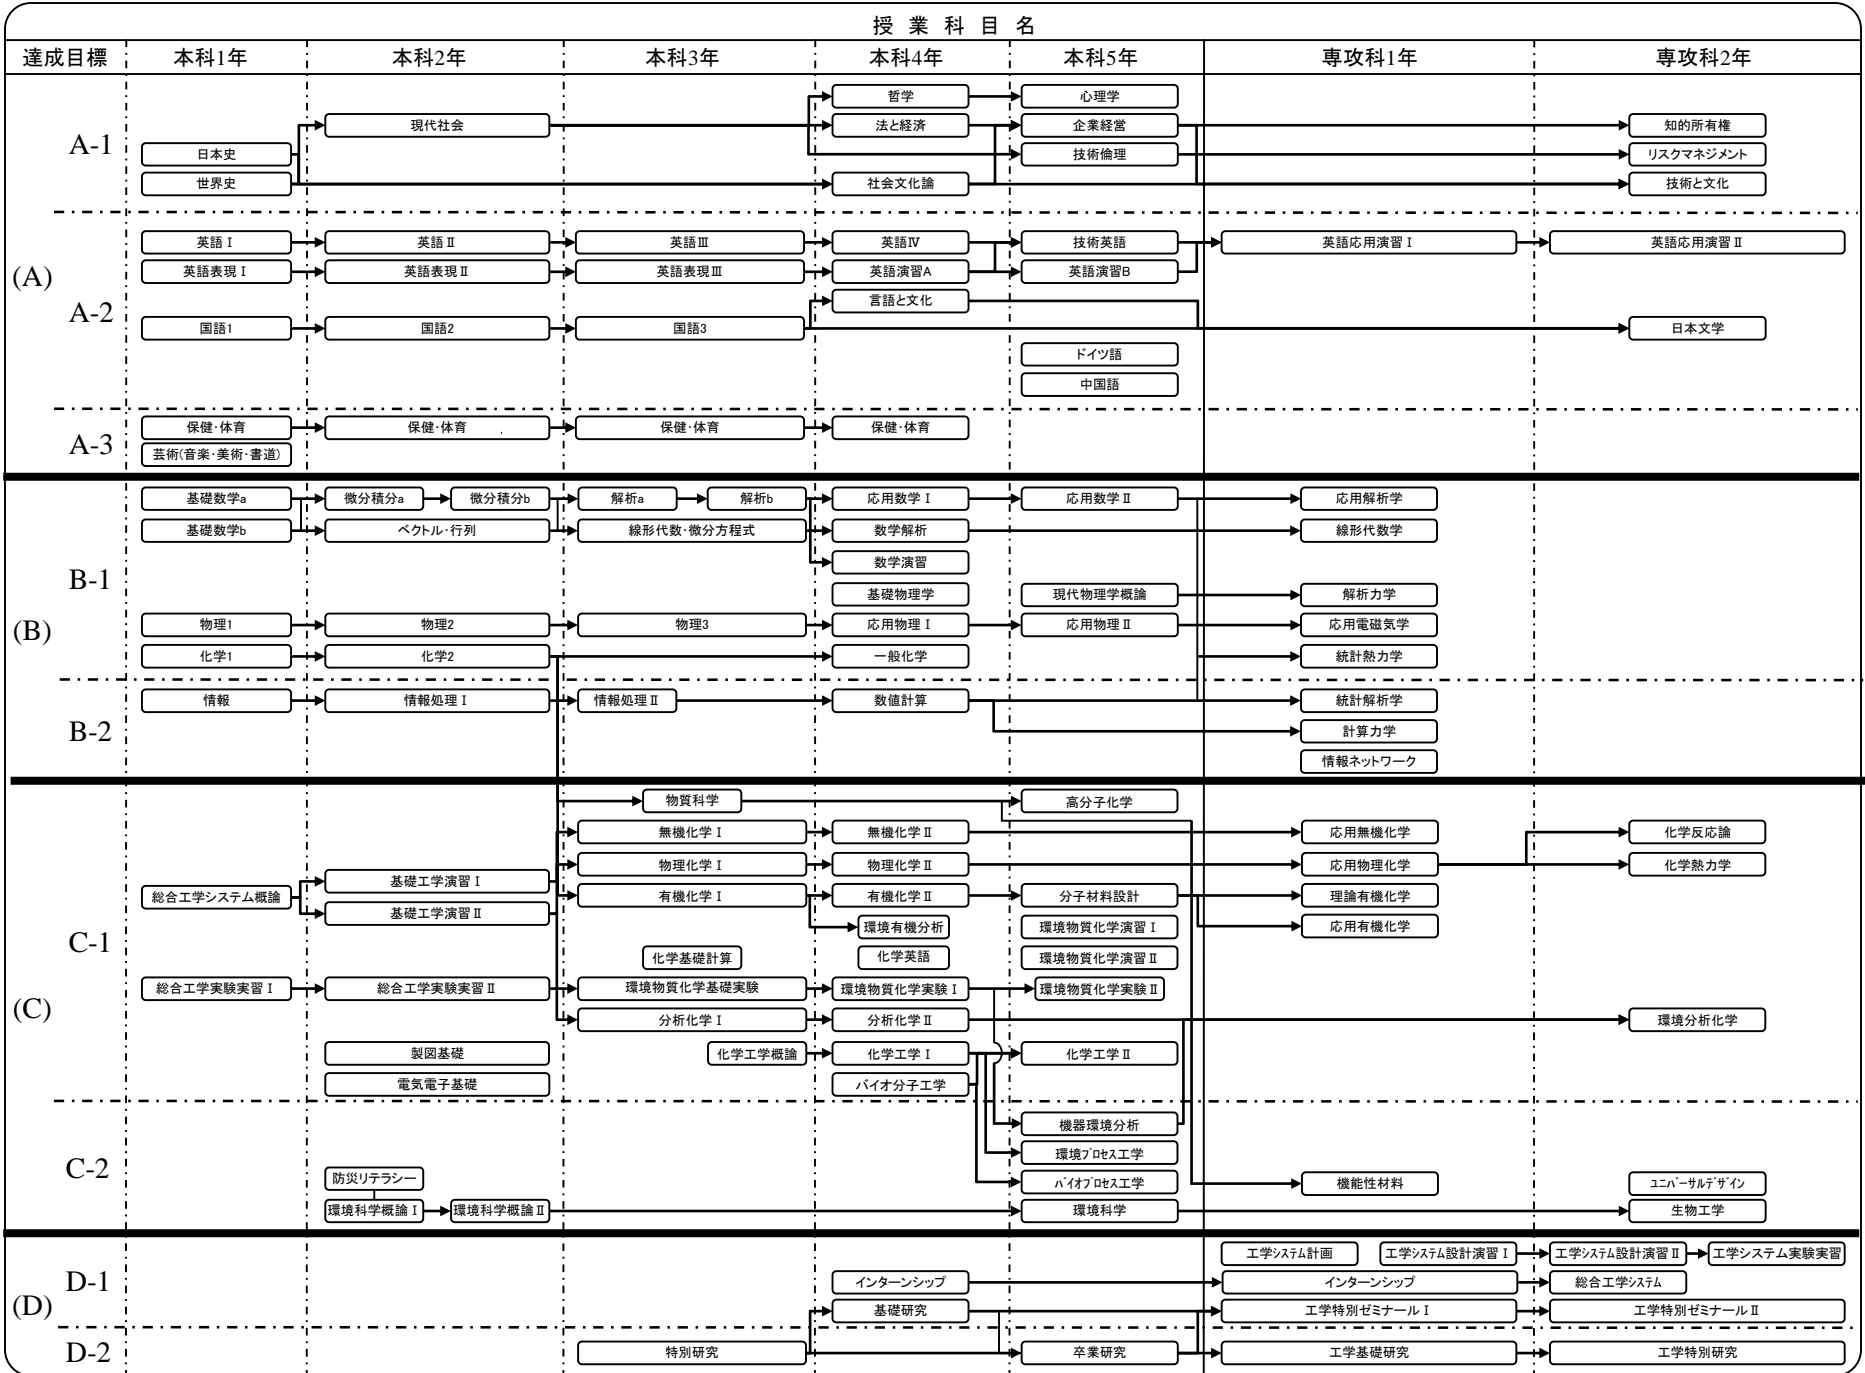 授 業 科 目 名
達成目標 本科1年 本科2年 本科3年 本科4年 本科5年 専攻科1年 専攻科2年
哲学 心理学
A-1 現代社会 法と経済 企業経営 知的所有権
日本史 技術倫理 リスクマネジメント
世界史 社会文化論 技術と文化
(A)
英語Ⅰ 英語Ⅱ 英語Ⅲ 英語Ⅳ 技術英語 英語応用演習Ⅰ 英語応用演習Ⅱ
英語表現Ⅰ 英語表現Ⅱ 英語表現Ⅲ 英語演習A 英語演習B
A-2 言語と文化
国語1 国語2 国語3 日本文学
ドイツ語
中国語
A-3 保健・体育 保健・体育 保健・体育 保健・体育
芸術(音楽・美術・書道)
基礎数学a 微分積分a 微分積分b 解析a 解析b 応用数学Ⅰ 応用数学Ⅱ 応用解析学
基礎数学b ベクトル・行列 線形代数・微分方程式 数学解析 線形代数学
数学演習
B-1 基礎物理学 現代物理学概論 解析力学
(B) 物理1 物理2 物理3 応用物理Ⅰ 応用物理Ⅱ 応用電磁気学
化学1 化学2 一般化学 統計熱力学
情報 情報処理Ⅰ 情報処理Ⅱ 数値計算 統計解析学
B-2 計算力学
情報ネットワーク
物質科学 高分子化学
無機化学Ⅰ 無機化学Ⅱ 応用無機化学 化学反応論
物理化学Ⅰ 物理化学Ⅱ 応用物理化学 化学熱力学
総合工学システム概論 基礎工学演習Ⅰ 有機化学Ⅰ 有機化学Ⅱ 分子材料設計 理論有機化学
基礎工学演習Ⅱ 環境有機分析 環境物質化学演習Ⅰ 応用有機化学
C-1 化学基礎計算 化学英語 環境物質化学演習Ⅱ
総合工学実験実習Ⅰ 総合工学実験実習Ⅱ 環境物質化学基礎実験 環境物質化学実験Ⅰ 環境物質化学実験Ⅱ
(C) 分析化学Ⅰ 分析化学Ⅱ 環境分析化学
製図基礎 化学工学概論 化学工学Ⅰ 化学工学Ⅱ
電気電子基礎 バイオ分子工学
機器環境分析
環境プロセス工学
C-2 防災リテラシー バイオプロセス工学 機能性材料 ユニバーサルデザイン
環境科学概論Ⅰ 環境科学概論Ⅱ 環境科学 生物工学
工学システム計画 工学システム設計演習Ⅰ 工学システム設計演習Ⅱ 工学システム実験実習
D-1 インターンシップ インターンシップ 総合工学システム
(D) 基礎研究 工学特別ゼミナールⅠ 工学特別ゼミナールⅡ
D-2 特別研究 卒業研究 工学基礎研究 工学特別研究